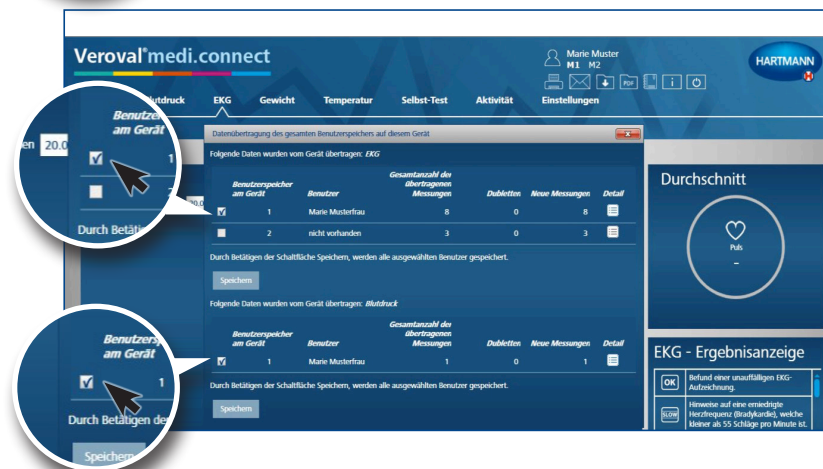 Veroval®medi.connect
Marie Muster
M1 M2
PDF
i
HARTMANN
utdruck EKG Gewicht Temperatur Selbst-Test Aktivität Einstellungen
Datenübertragung des gesamten Benutzerspeichers auf diesem Gerät
x
Folgende Daten wurden vom Gerät übertragen: EKG
Benutzerspeicher am Gerät Benutzer Gesamtanzahl der übertragenen Messungen Dubletten Neue Messungen Detail
1 Marie Musterfrau 8 0 8
2 nicht vorhanden 3 0 3
Durch Betätigen der Schaltfläche Speichern, werden alle ausgewählten Benutzer gespeichert.
Speichern
Folgende Daten wurden vom Gerät übertragen: Blutdruck
Benutzerspeicher am Gerät Benutzer Gesamtanzahl der übertragenen Messungen Dubletten Neue Messungen Detail
1 Marie Musterfrau 1 0 1
Durch Betätigen der Schaltfläche Speichern, werden alle ausgewählten Benutzer gespeichert.
Speichern
Durchschnitt
Puls
-
EKG - Ergebnisanzeige
OK
Befund einer unauffälligen EKG-
Aufzeichnung.
SLOW
Hinweise auf eine erniedrigte
Herzfrequenz (Bradykardie), welche
kleiner als 55 Schläge pro Minute ist.
en 20.0
Benutze
am Gerät
1
Durch Betäti
Benutzers
am Gerät
1
Durch Betätigen de
Speichern